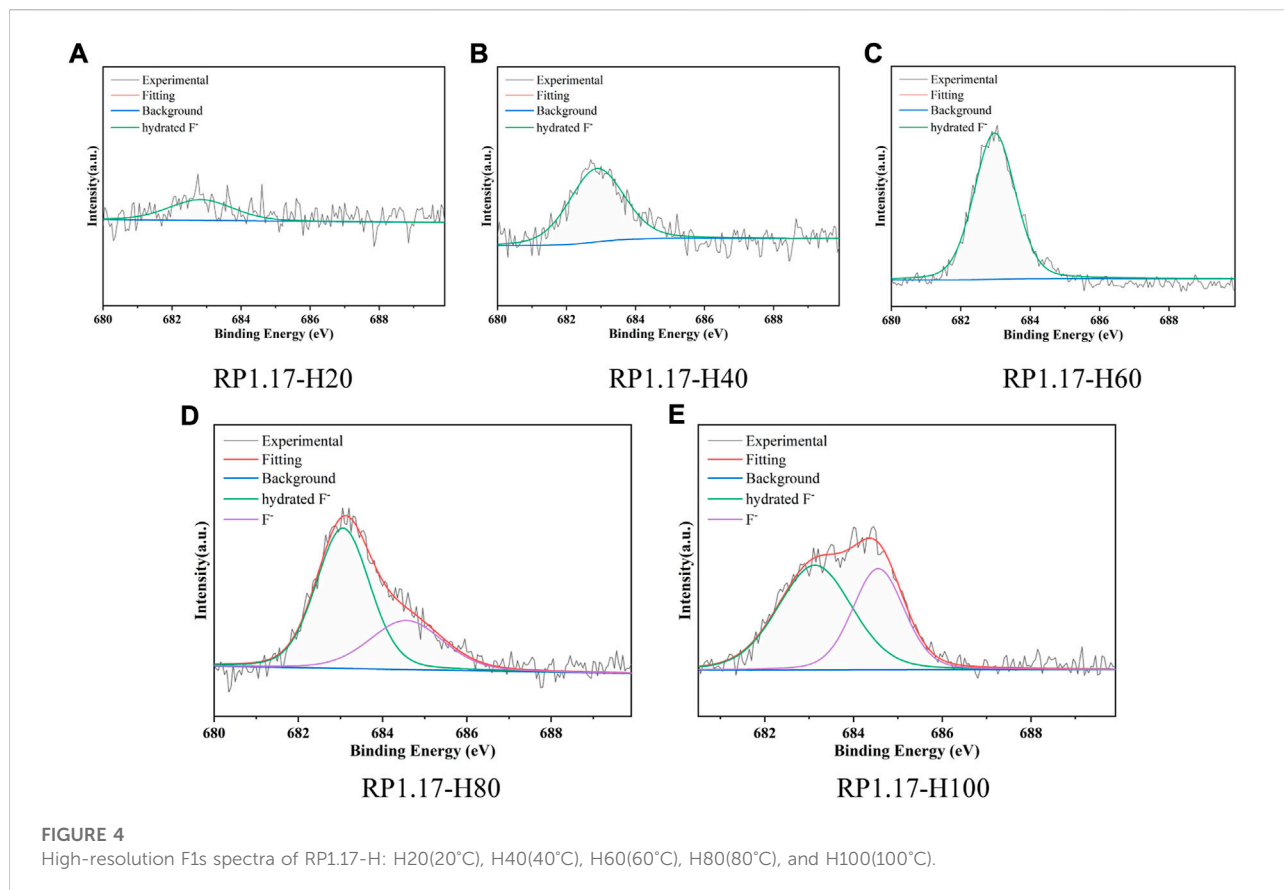 A
Experimental
Fitting
Background
hydrated F⁻
Intensity(a.u.)
680 682 684 686 688
Binding Energy (eV)
RP1.17-H20
B
Experimental
Fitting
Background
hydrated F⁻
Intensity(a.u.)
680 682 684 686 688
Binding Energy (eV)
RP1.17-H40
C
Experimental
Fitting
Background
hydrated F⁻
Intensity(a.u.)
680 682 684 686 688
Binding Energy (eV)
RP1.17-H60
D
Experimental
Fitting
Background
hydrated F⁻
F⁻
Intensity(a.u.)
680 682 684 686 688
Binding Energy (eV)
RP1.17-H80
E
Experimental
Fitting
Background
hydrated F⁻
F⁻
Intensity(a.u.)
682 684 686 688
Binding Energy (eV)
RP1.17-H100
FIGURE 4
High-resolution F1s spectra of RP1.17-H: H20(20°C), H40(40°C), H60(60°C), H80(80°C), and H100(100°C).